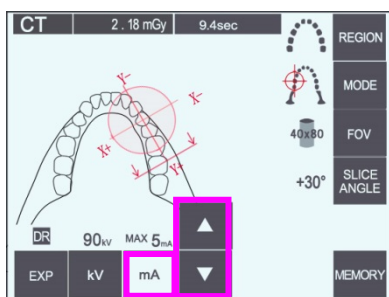 CT 2.18 mGy 9.4sec
REGION
MODE
40x80 FOV
+30° SLICE ANGLE
Y- X-
X+ Y+
DR 90kV MAX 5mA ▲
EXP kV mA ▼ MEMORY